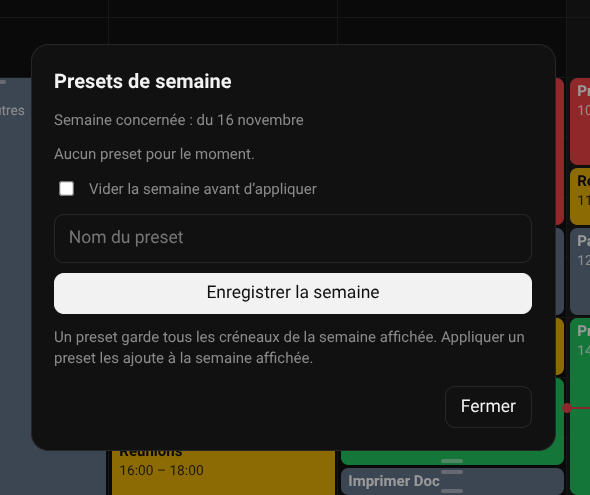 Presets de semaine
Semaine concernée : du 16 novembre
Aucun preset pour le moment.
Vider la semaine avant d’appliquer
Nom du preset
Enregistrer la semaine
Un preset garde tous les créneaux de la semaine affichée. Appliquer un
preset les ajoute à la semaine affichée.
Fermer
Réunions
16:00 – 18:00
Imprimer Doc